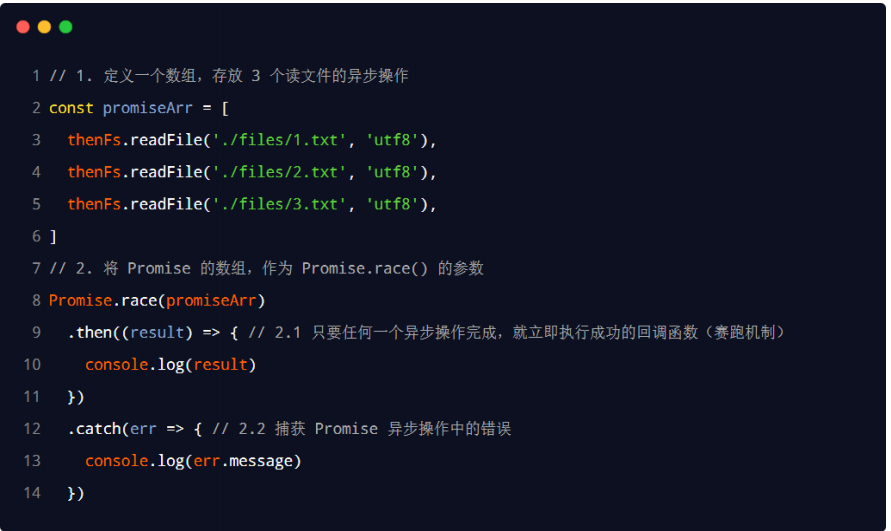 1 // 1. 定义一个数组，存放 3 个读文件的异步操作
2 const promiseArr = [
3   thenFs.readFile('./files/1.txt', 'utf8'),
4   thenFs.readFile('./files/2.txt', 'utf8'),
5   thenFs.readFile('./files/3.txt', 'utf8'),
6 ]
7 // 2. 将 Promise 的数组，作为 Promise.race() 的参数
8 Promise.race(promiseArr)
9   .then((result) => { // 2.1 只要任何一个异步操作完成，就立即执行成功的回调函数（赛跑机制）
10     console.log(result)
11   })
12   .catch(err => { // 2.2 捕获 Promise 异步操作中的错误
13     console.log(err.message)
14   })